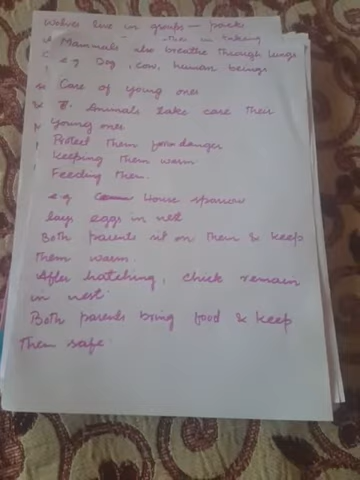 Wolves live in groups — packs
in taking
Mammals also breathe through lungs
e.g Dog, cow, human beings
Care of young ones
Animals take care their
young ones
Protect them from danger
Keeping them warm
Feeding them.
e.g House sparrow
lays eggs in nest
Both parents sit on them & keep
them warm.
After hatching, chick remain
in nest.
Both parents bring food & keep
them safe.